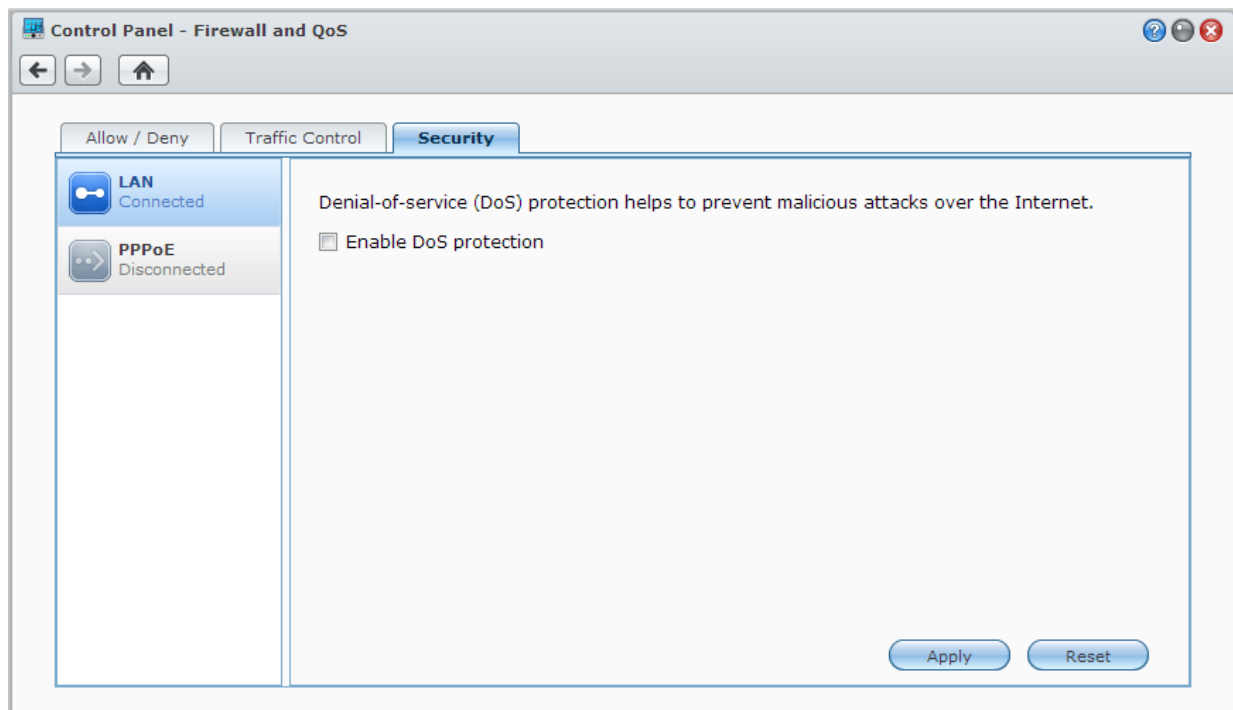 Control Panel - Firewall and QoS
Allow / Deny
Traffic Control
Security
LAN
Connected
PPPoE
Disconnected
Denial-of-service (DoS) protection helps to prevent malicious attacks over the Internet.
Enable DoS protection
Apply
Reset